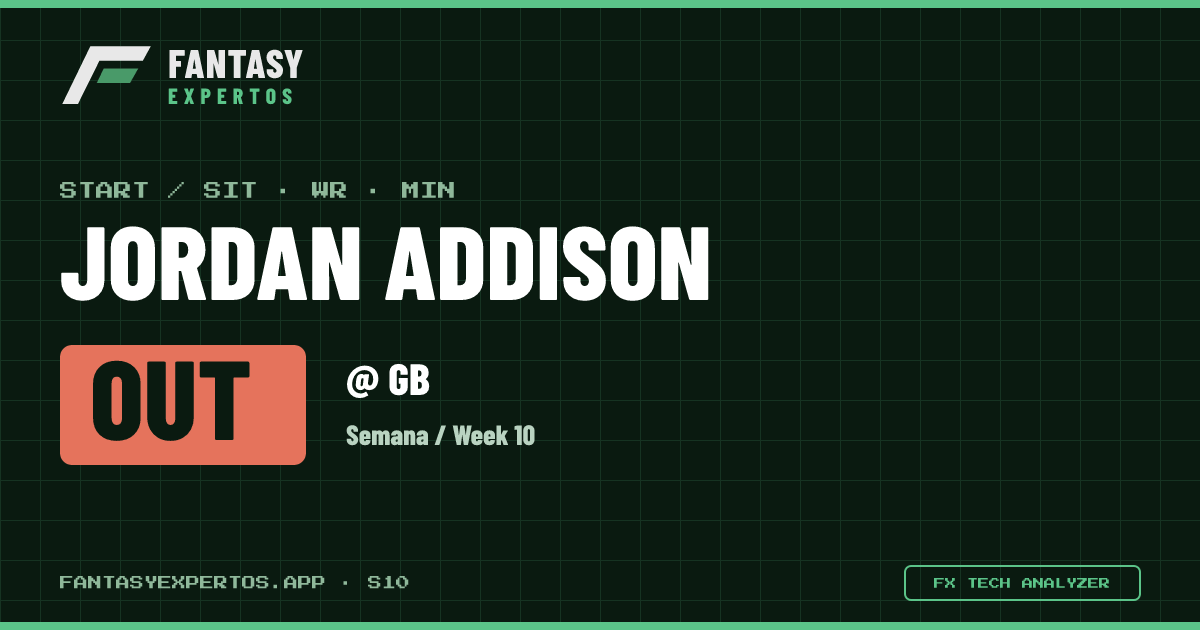 FANTASY
EXPERTOS
START / SIT · WR · MIN
JORDAN ADDISON
OUT
@ GB
Semana / Week 10
FANTASYEXPERTOS.APP · S10
FX TECH ANALYZER